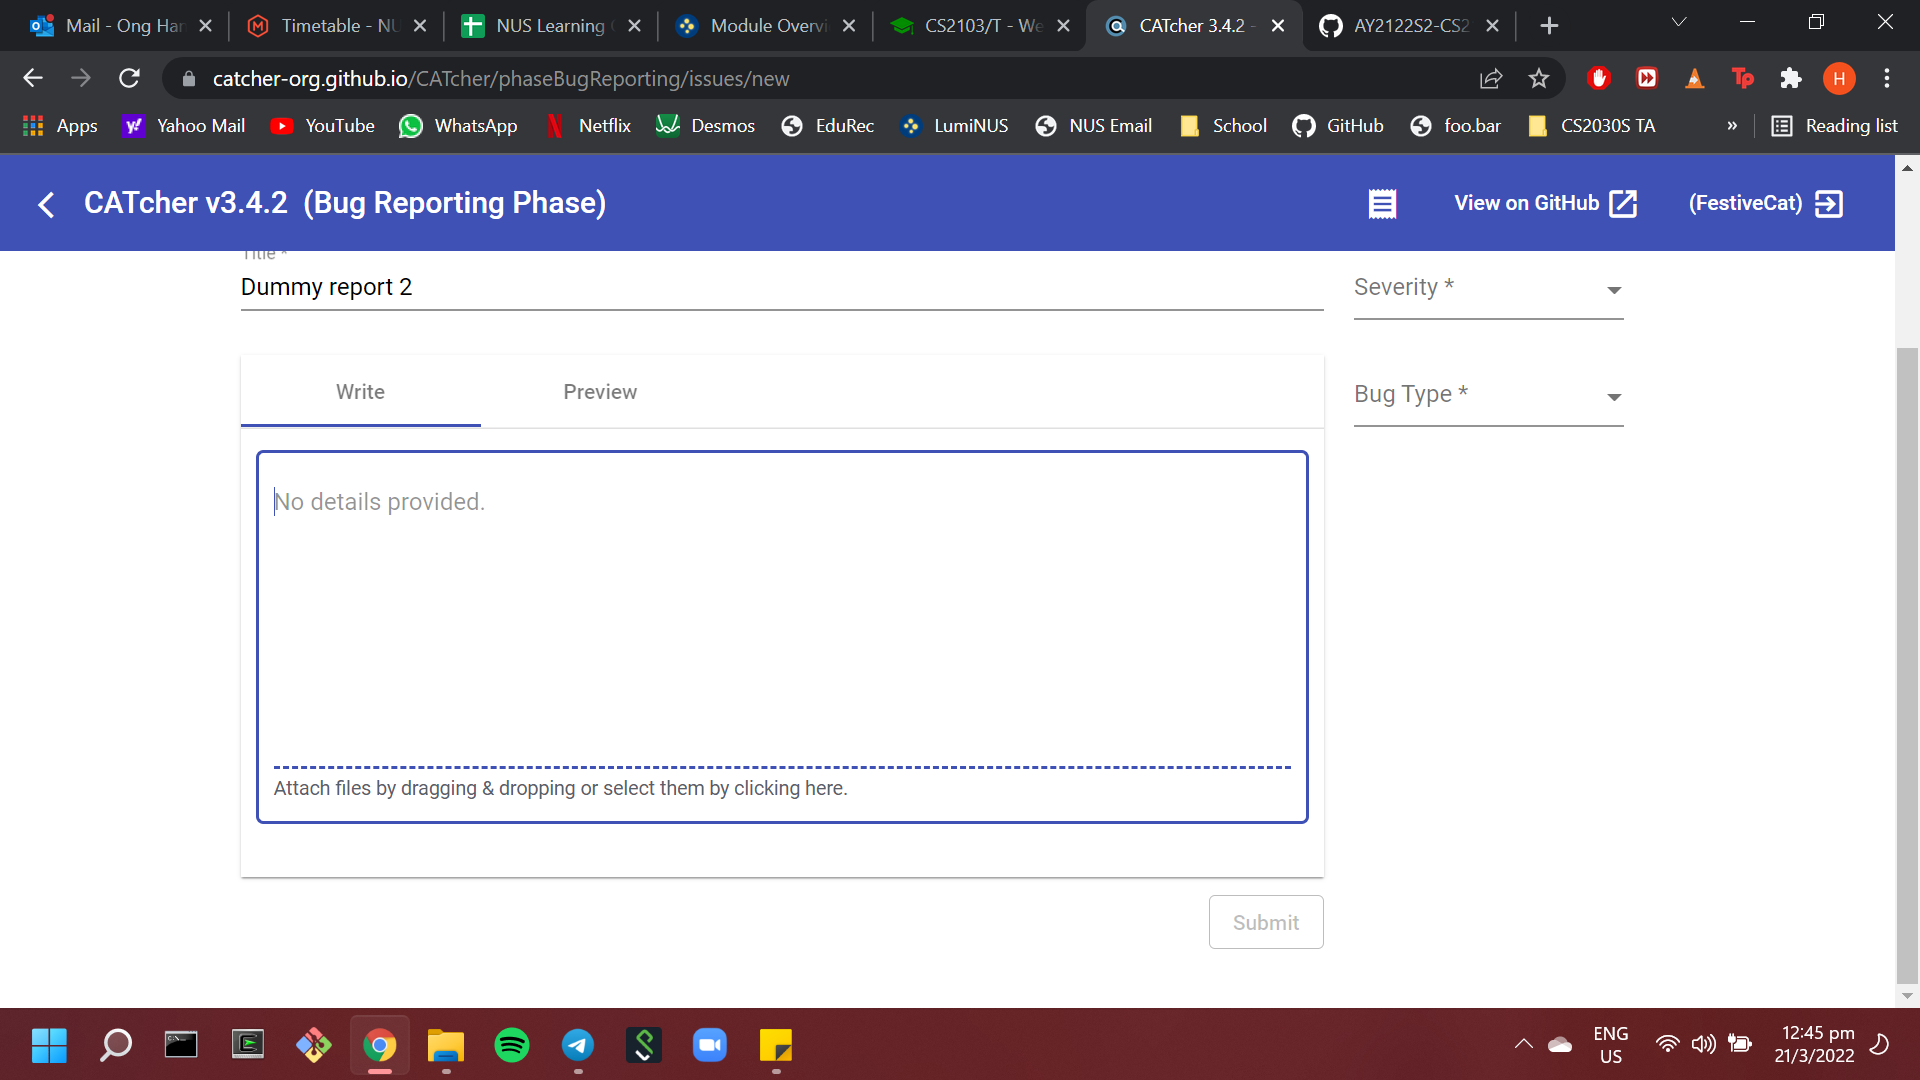 Mail - Ong Han
Timetable - NU
NUS Learning
Module Overvi
CS2103/T - We
CATcher 3.4.2 -
AY2122S2-CS2
catcher-org.github.io/CATcher/phaseBugReporting/issues/new
H
Apps
Yahoo Mail
YouTube
WhatsApp
Netflix
Desmos
EduRec
LumiNUS
NUS Email
School
GitHub
foo.bar
CS2030S TA
»
Reading list
CATcher v3.4.2 (Bug Reporting Phase)
View on GitHub
(FestiveCat)
Title *
Dummy report 2
Severity *
Write
Preview
Bug Type *
No details provided.
Attach files by dragging & dropping or select them by clicking here.
Submit
ENG
US
12:45 pm
21/3/2022